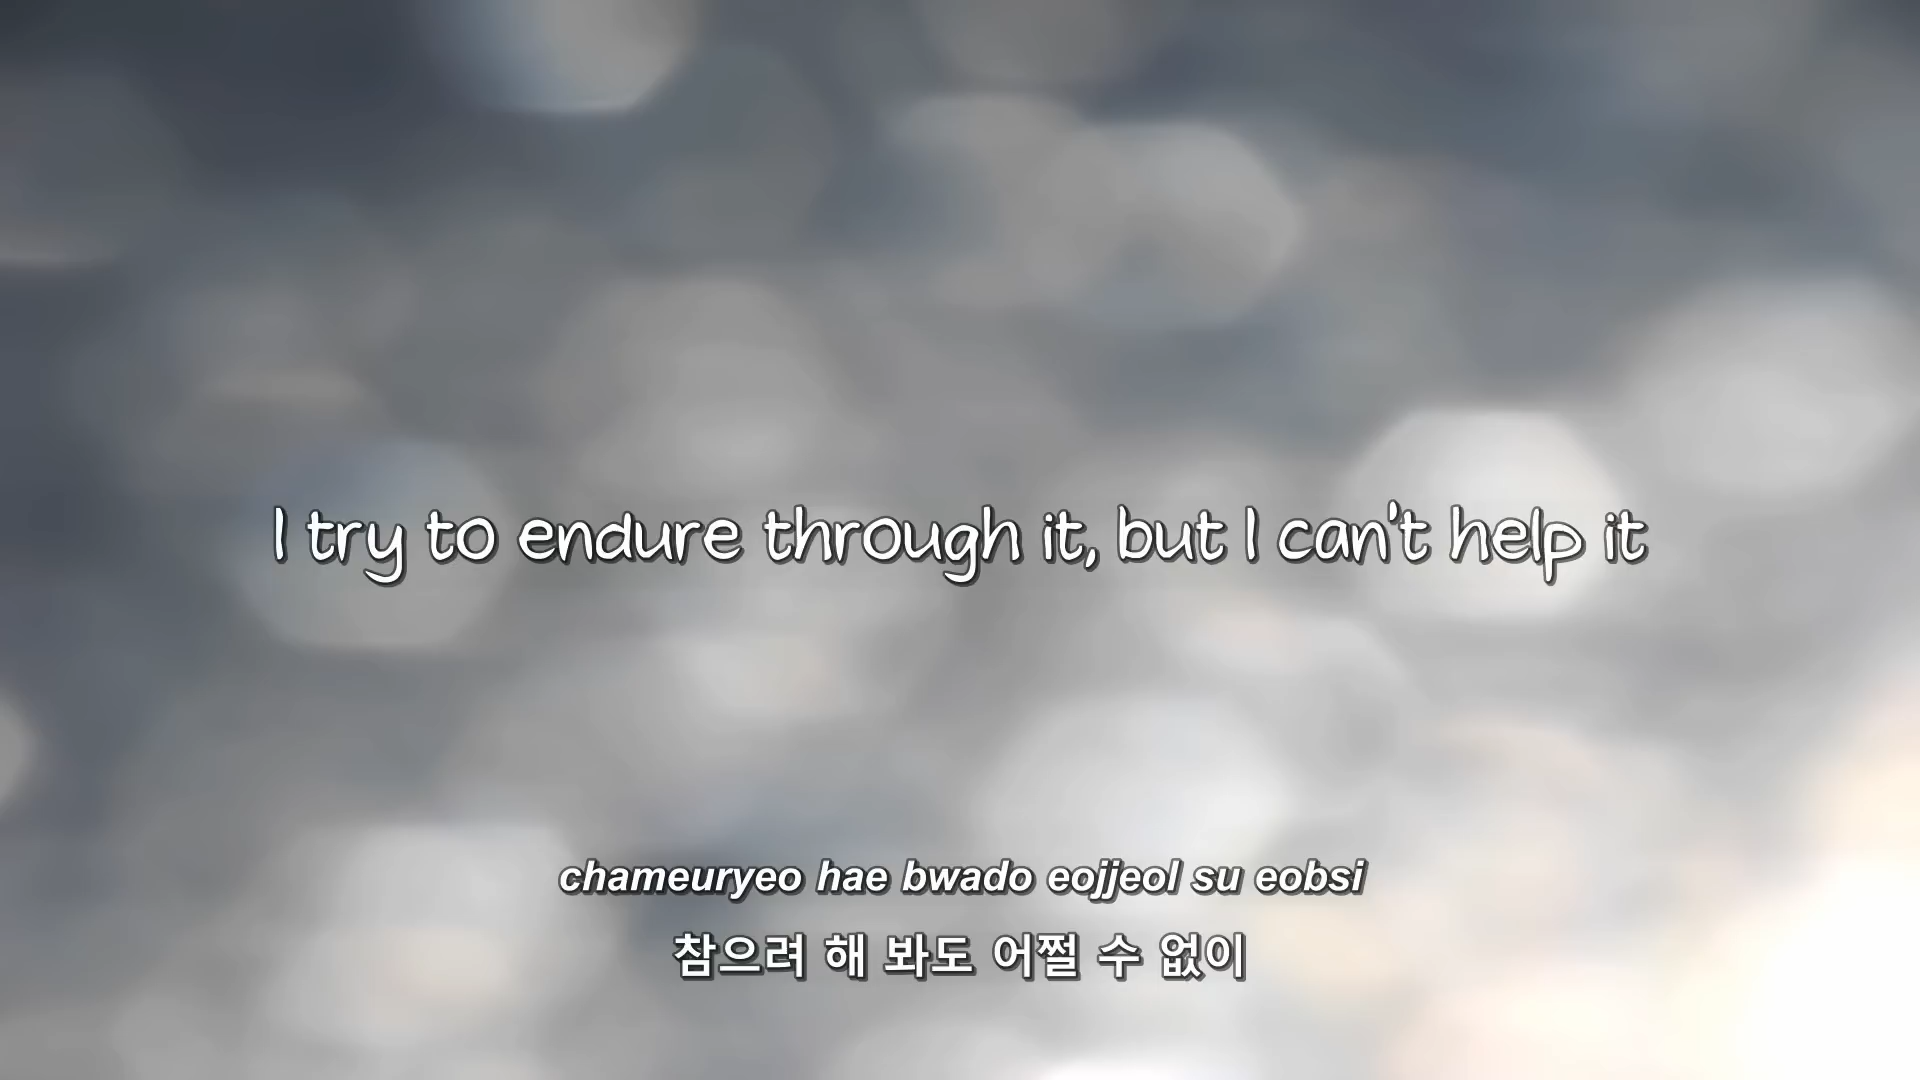 I try to endure through it, but I can't help it
chameuryeo hae bwado eojjeol su eobsi
참으려 해 봐도 어쩔 수 없이